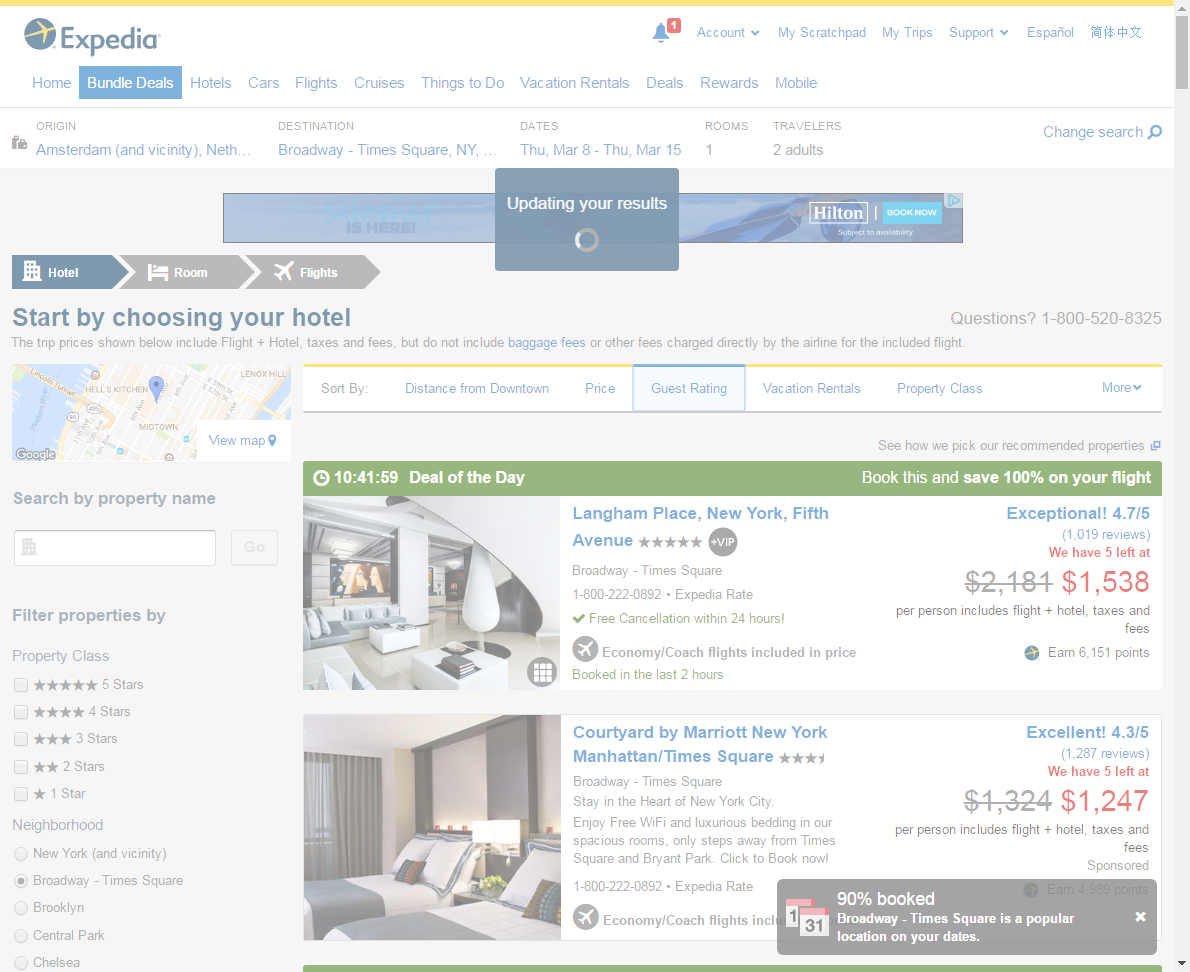 Expedia
1
Account
My Scratchpad
My Trips
Support
Español
简体中文
Home
Bundle Deals
Hotels
Cars
Flights
Cruises
Things to Do
Vacation Rentals
Deals
Rewards
Mobile
ORIGIN
DESTINATION
DATES
ROOMS
TRAVELERS
Amsterdam (and vicinity), Neth...
Broadway - Times Square, NY, ...
Thu, Mar 8 - Thu, Mar 15
1
2 adults
Change search
Updating your results
IS HERE!
Hilton
BOOK NOW
Subject to availability
Hotel
Room
Flights
Start by choosing your hotel
Questions? 1-800-520-8325
The trip prices shown below include Flight + Hotel, taxes and fees, but do not include baggage fees or other fees charged directly by the airline for the included flight.
Lincoln Tunnel
HELL'S KITCHEN
E 59th St
LENOX HILL
495
9A
MIDTOWN
Google
View map
Sort By:
Distance from Downtown
Price
Guest Rating
Vacation Rentals
Property Class
More
See how we pick our recommended properties
Search by property name
Go
Filter properties by
Property Class
★★★★★ 5 Stars
★★★★ 4 Stars
★★★ 3 Stars
★★ 2 Stars
★ 1 Star
Neighborhood
New York (and vicinity)
Broadway - Times Square
Brooklyn
Central Park
Chelsea
10:41:59 Deal of the Day
Book this and save 100% on your flight
Langham Place, New York, Fifth
Avenue ★★★★★ +VIP
Broadway - Times Square
1-800-222-0892 • Expedia Rate
Free Cancellation within 24 hours!
Economy/Coach flights included in price
Booked in the last 2 hours
Exceptional! 4.7/5
(1,019 reviews)
We have 5 left at
$2,181 $1,538
per person includes flight + hotel, taxes and
fees
Earn 6,151 points
Courtyard by Marriott New York
Manhattan/Times Square
Broadway - Times Square
Stay in the Heart of New York City.
Enjoy Free WiFi and luxurious bedding in our
spacious rooms, only steps away from Times
Square and Bryant Park. Click to Book now!
1-800-222-0892 • Expedia Rate
Economy/Coach flights inclu
Excellent! 4.3/5
(1,287 reviews)
We have 5 left at
$1,324 $1,247
per person includes flight + hotel, taxes and
fees
Sponsored
Earn 4,989 points
1
31
90% booked
Broadway - Times Square is a popular
location on your dates.